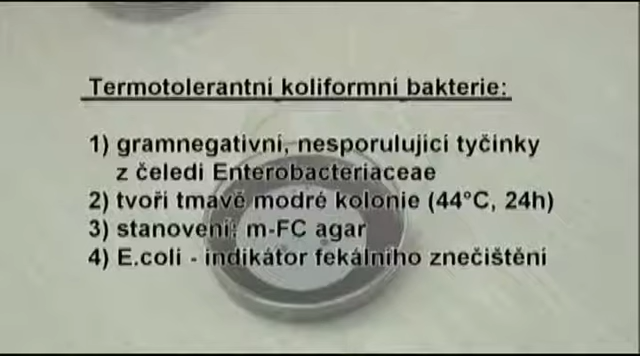 Termotolerantní koliformní bakterie:
1) gramnegativní, nesporulující tyčinky
z čeledi Enterobacteriaceae
2) tvoří tmavě modré kolonie (44°C, 24h)
3) stanovení: m-FC agar
4) E.coli - indikátor fekálního znečištění